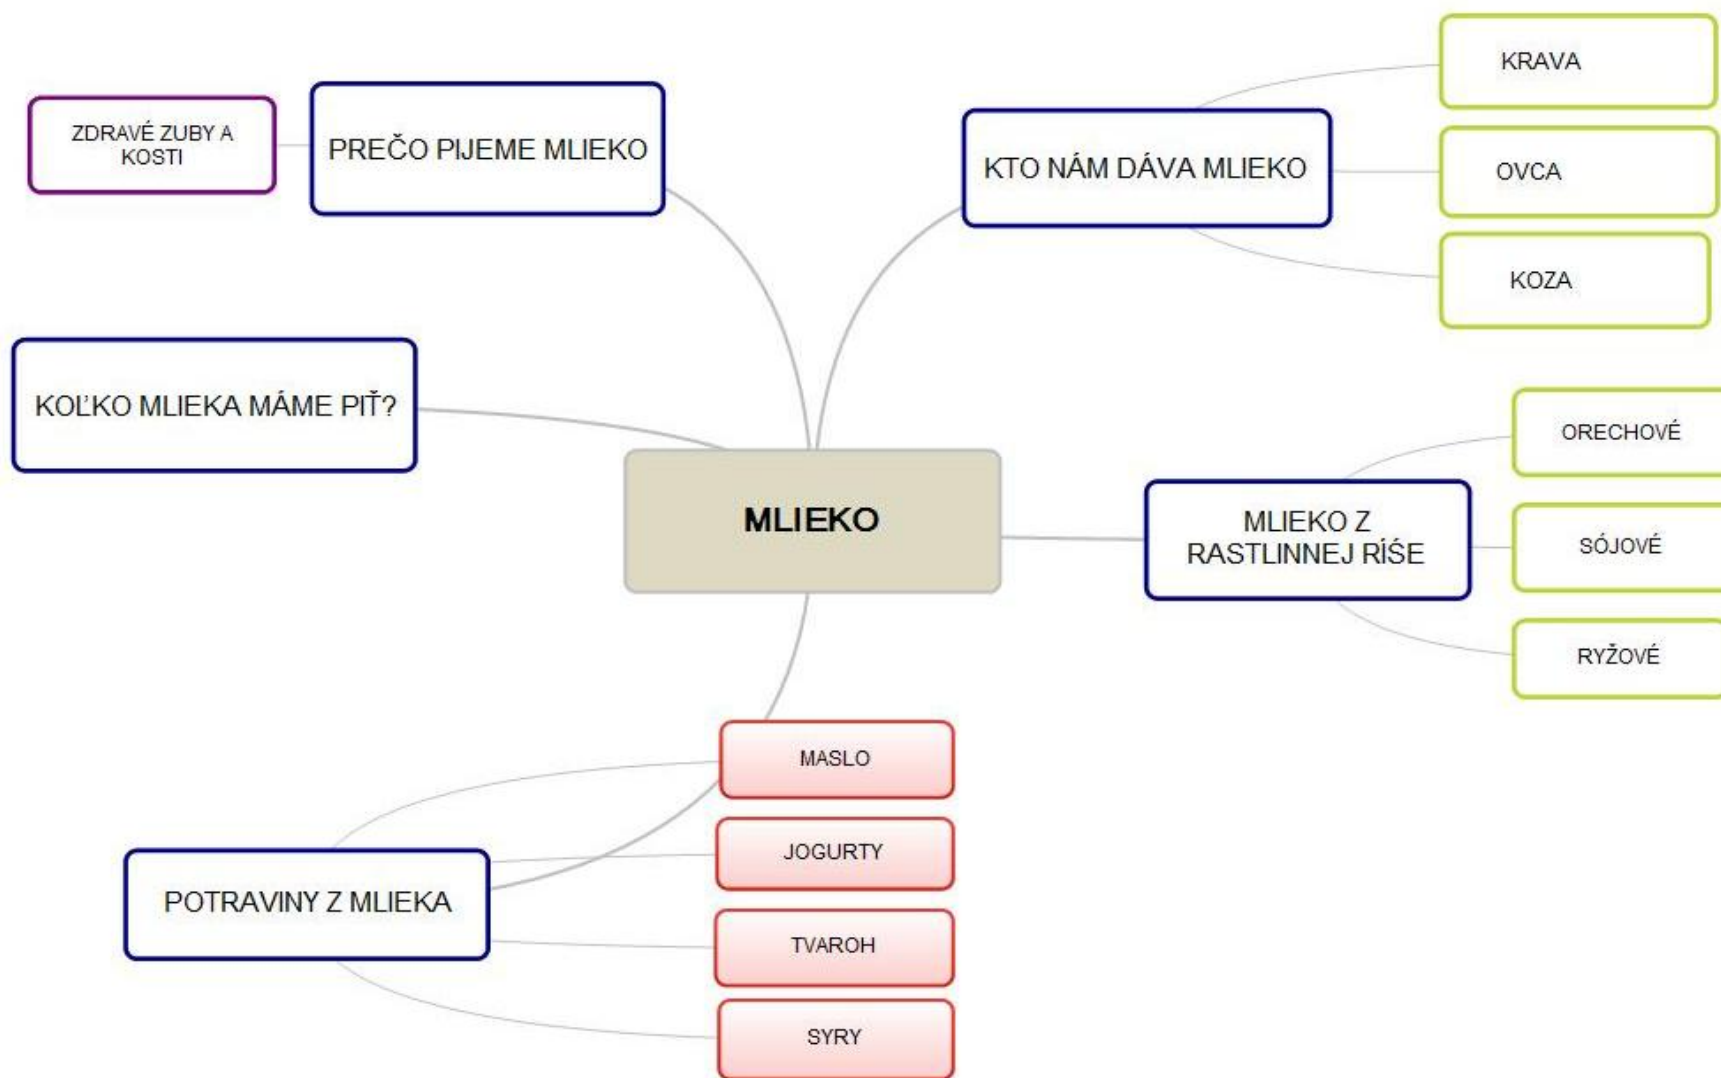 ZDRAVÉ ZUBY A
KOSTI
PREČO PIJEME MLIEKO
KTO NÁM DÁVA MLIEKO
KRAVA
OVCA
KOZA
KOĽKO MLIEKA MÁME PIŤ?
MLIEKO
MLIEKO Z
RASTLINNEJ RÍŠE
ORECHOVÉ
SÓJOVÉ
RYŽOVÉ
POTRAVINY Z MLIEKA
MASLO
JOGURTY
TVAROH
SYRY